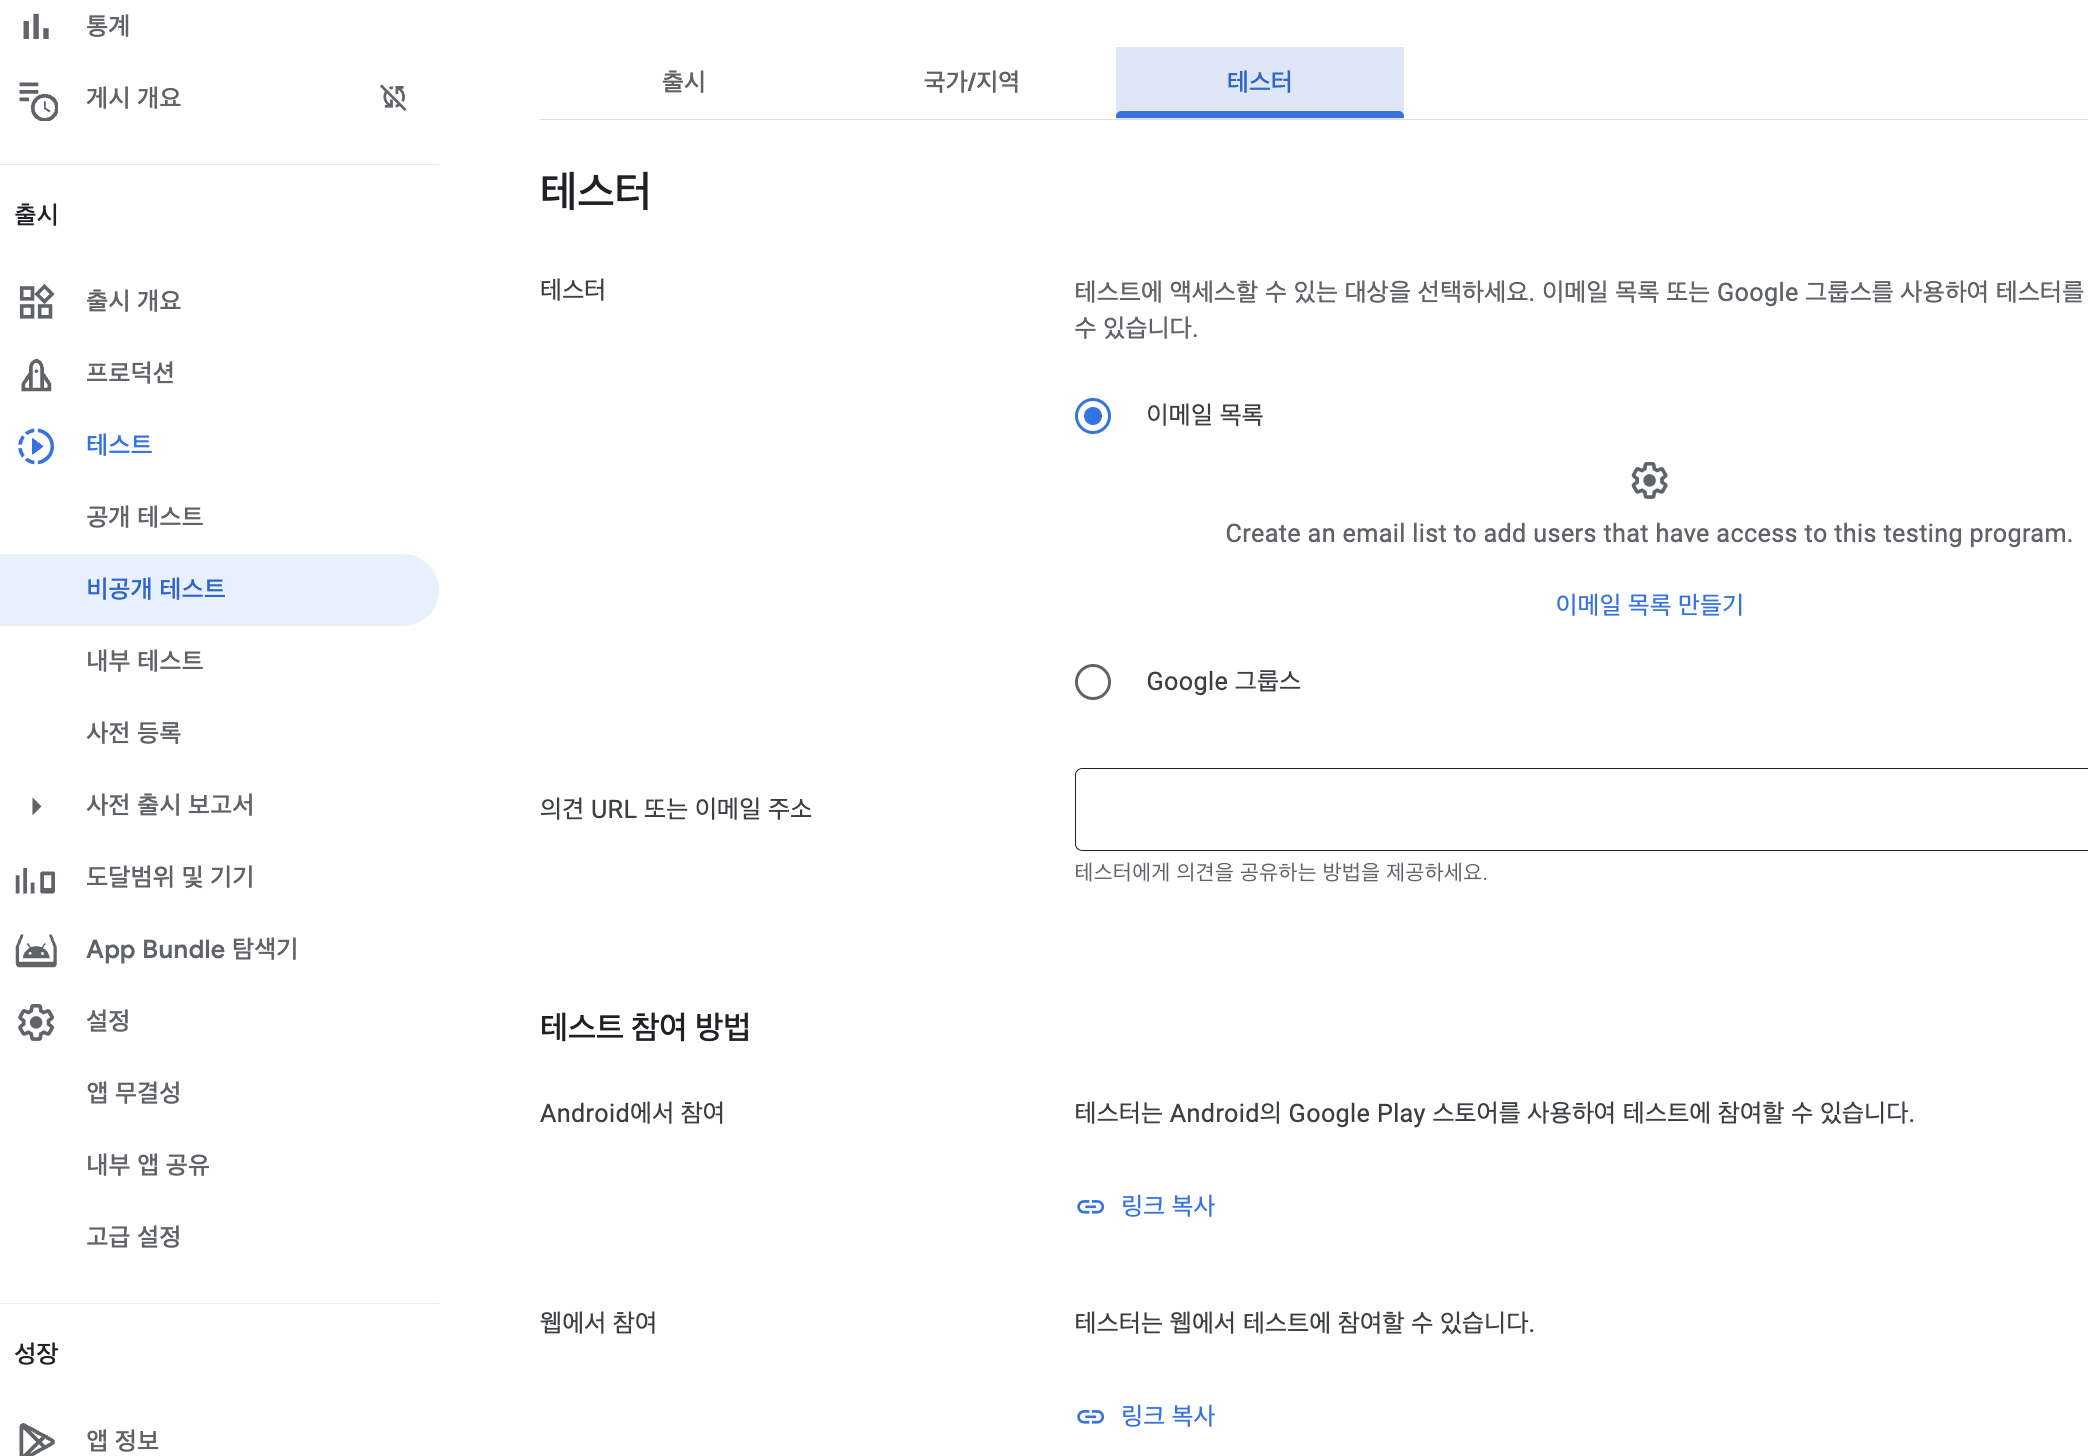 통계
게시 개요
출시
출시 개요
프로덕션
테스트
공개 테스트
비공개 테스트
내부 테스트
사전 등록
사전 출시 보고서
도달범위 및 기기
App Bundle 탐색기
설정
앱 무결성
내부 앱 공유
고급 설정
성장
앱 정보
출시
국가/지역
테스터
테스터
테스터
테스트에 액세스할 수 있는 대상을 선택하세요. 이메일 목록 또는 Google 그룹스를 사용하여 테스터를
수 있습니다.
이메일 목록
Create an email list to add users that have access to this testing program.
이메일 목록 만들기
Google 그룹스
의견 URL 또는 이메일 주소
테스터에게 의견을 공유하는 방법을 제공하세요.
테스트 참여 방법
Android에서 참여
테스터는 Android의 Google Play 스토어를 사용하여 테스트에 참여할 수 있습니다.
링크 복사
웹에서 참여
테스터는 웹에서 테스트에 참여할 수 있습니다.
링크 복사